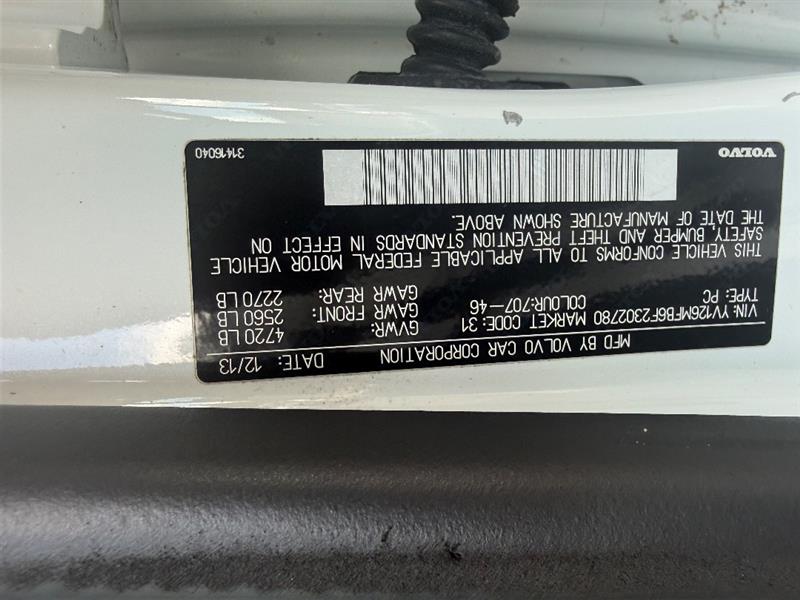 MFD BY VOLVO CAR CORPORATION DATE: 12/13
VIN: YV126MFB6F2302780 MARKET CODE: 31 GVWR: 4720 LB
TYPE: PC COLOUR:707-46 GAWR FRONT: 2560 LB
GAWR REAR: 2270 LB
THIS VEHICLE CONFORMS TO ALL APPLICABLE FEDERAL MOTOR VEHICLE
SAFETY, BUMPER AND THEFT PREVENTION STANDARDS IN EFFECT ON
THE DATE OF MANUFACTURE SHOWN ABOVE.
VOLVO 31416040